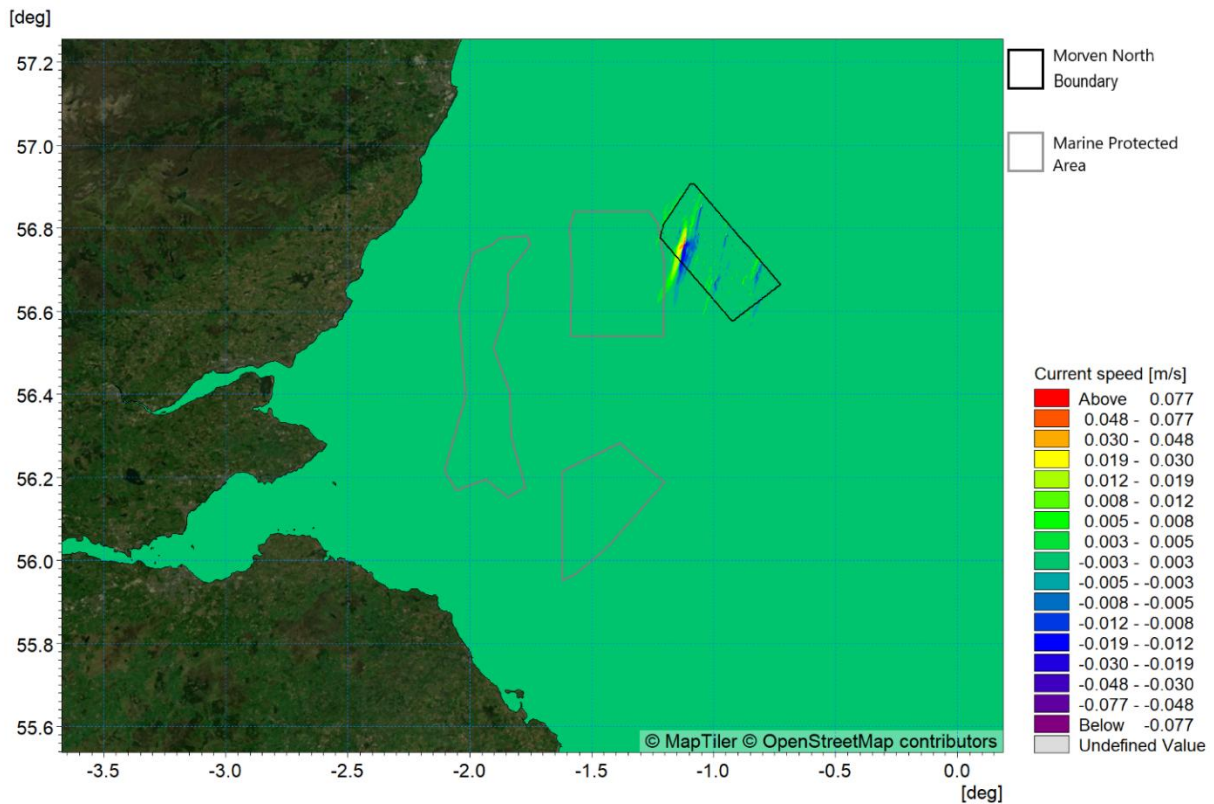 [deg]
57.2
57.0
56.8
56.6
56.4
56.2
56.0
55.8
55.6
-3.5 -3.0 -2.5 -2.0 -1.5 -1.0 -0.5 0.0
[deg]
© MapTiler © OpenStreetMap contributors
Morven North
Boundary
Marine Protected
Area
Current speed [m/s]
Above 0.077
0.048 - 0.077
0.030 - 0.048
0.019 - 0.030
0.012 - 0.019
0.008 - 0.012
0.005 - 0.008
0.003 - 0.005
-0.003 - 0.003
-0.005 - -0.003
-0.008 - -0.005
-0.012 - -0.008
-0.019 - -0.012
-0.030 - -0.019
-0.048 - -0.030
-0.077 - -0.048
Below -0.077
Undefined Value